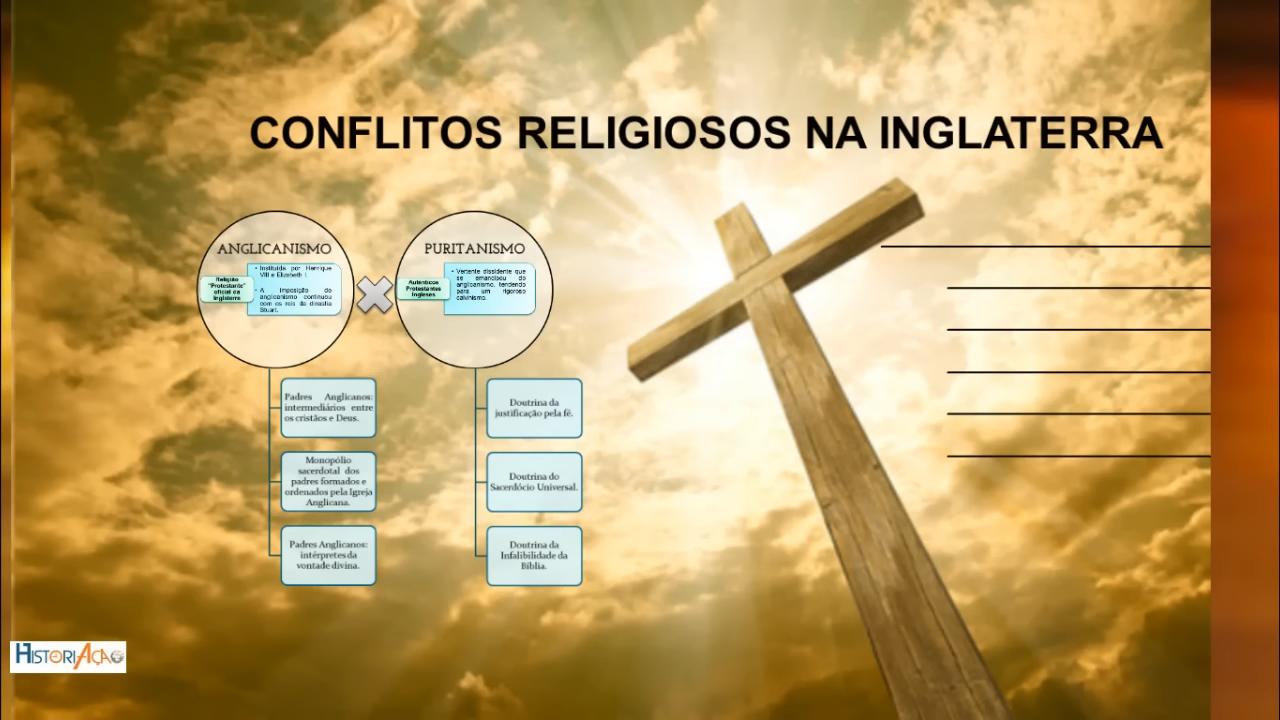 CONFLITOS RELIGIOSOS NA INGLATERRA
ANGLICANISMO
Religião
"Protestante"
oficial da
Inglaterra
• Instituída por Henrique
VIII e Elizabeth I.
• A imposição do
anglicanismo continuou
com os reis da dinastia
Stuart.
PURITANISMO
Autênticos
Protestantes
Ingleses
• Vertente dissidente que
se emancipou do
anglicanismo, tendendo
para um rigoroso
calvinismo.
Padres Anglicanos:
intermediários entre
os cristãos e Deus.
Monopólio
sacerdotal dos
padres formados e
ordenados pela Igreja
Anglicana.
Padres Anglicanos:
intérpretes da
vontade divina.
Doutrina da
justificação pela fé.
Doutrina do
Sacerdócio Universal.
Doutrina da
Infalibilidade da
Bíblia.
HISTORIAÇÃO